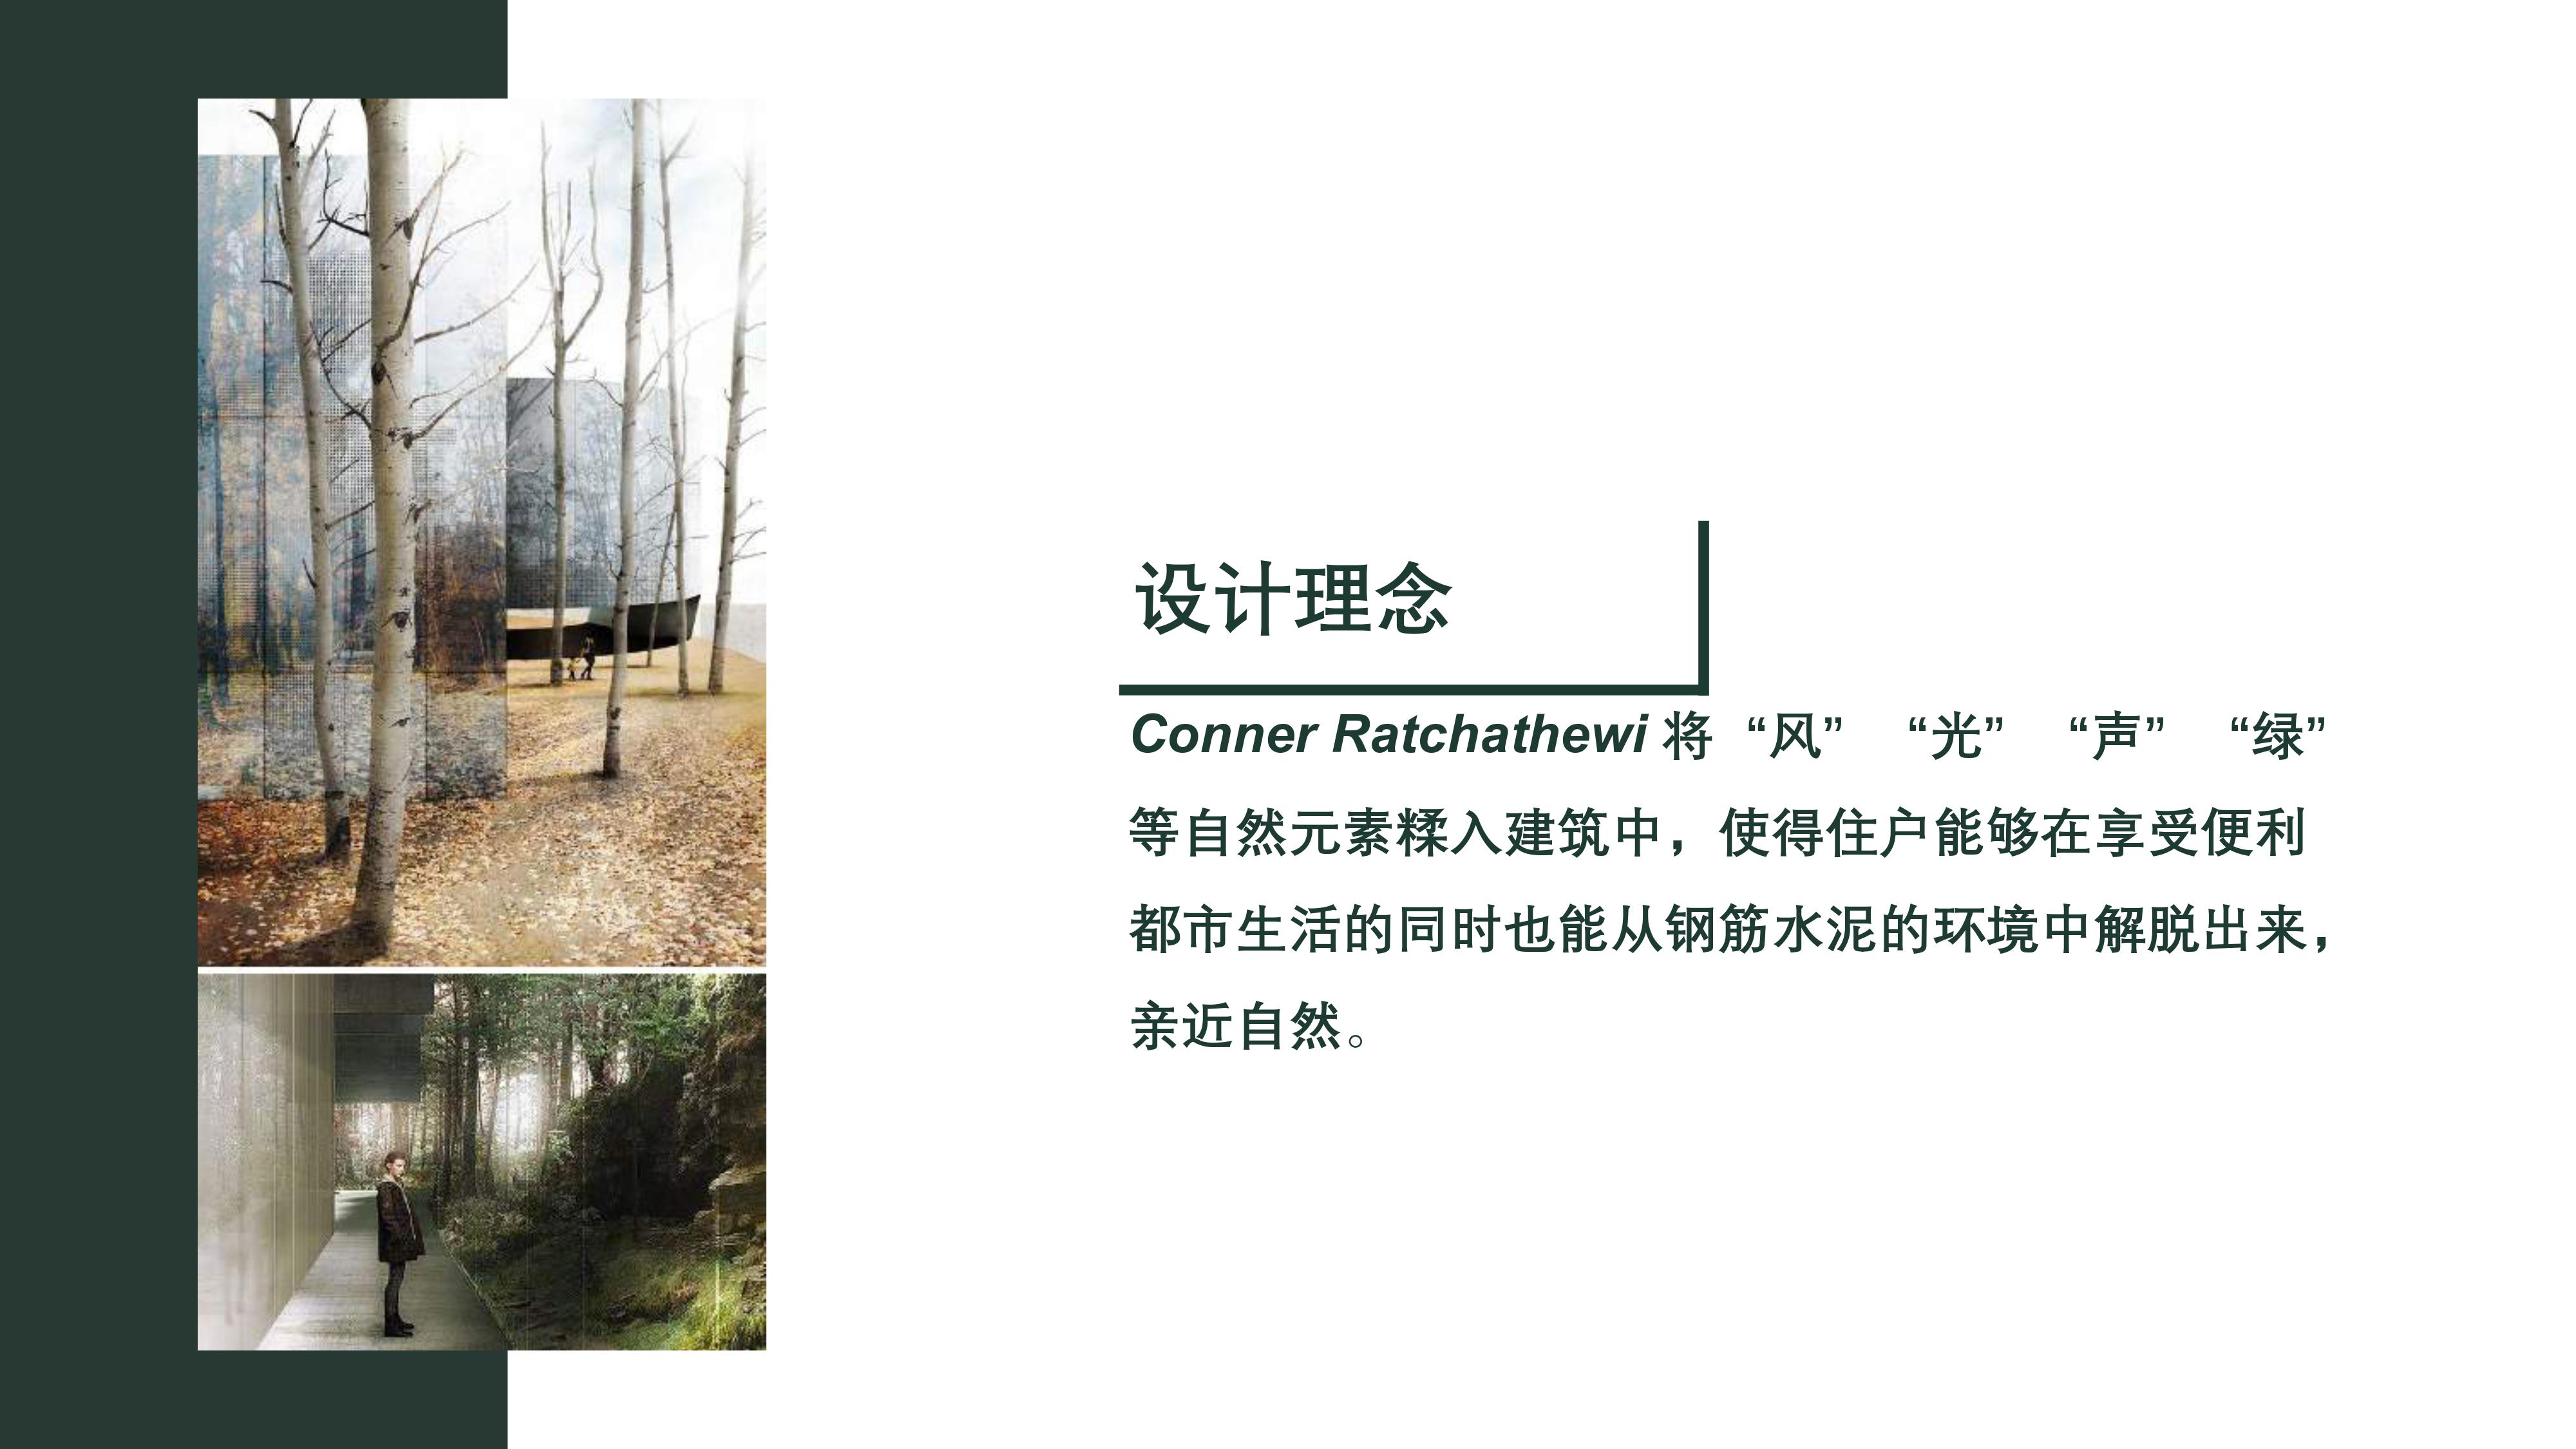 设计理念
Conner Ratchathewi 将 “风” “光” “声” “绿”
等自然元素糅入建筑中，使得住户能够在享受便利
都市生活的同时也能从钢筋水泥的环境中解脱出来，
亲近自然。